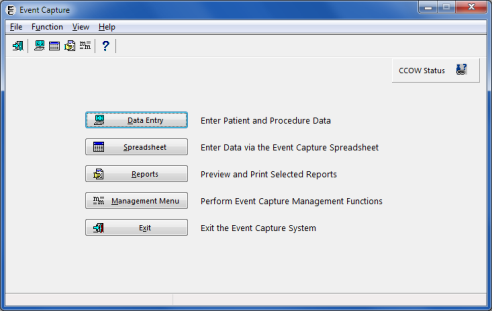 Event Capture
File Function View Help
?
CCOW Status
Data Entry Enter Patient and Procedure Data
Spreadsheet Enter Data via the Event Capture Spreadsheet
Reports Preview and Print Selected Reports
Management Menu Perform Event Capture Management Functions
Exit Exit the Event Capture System